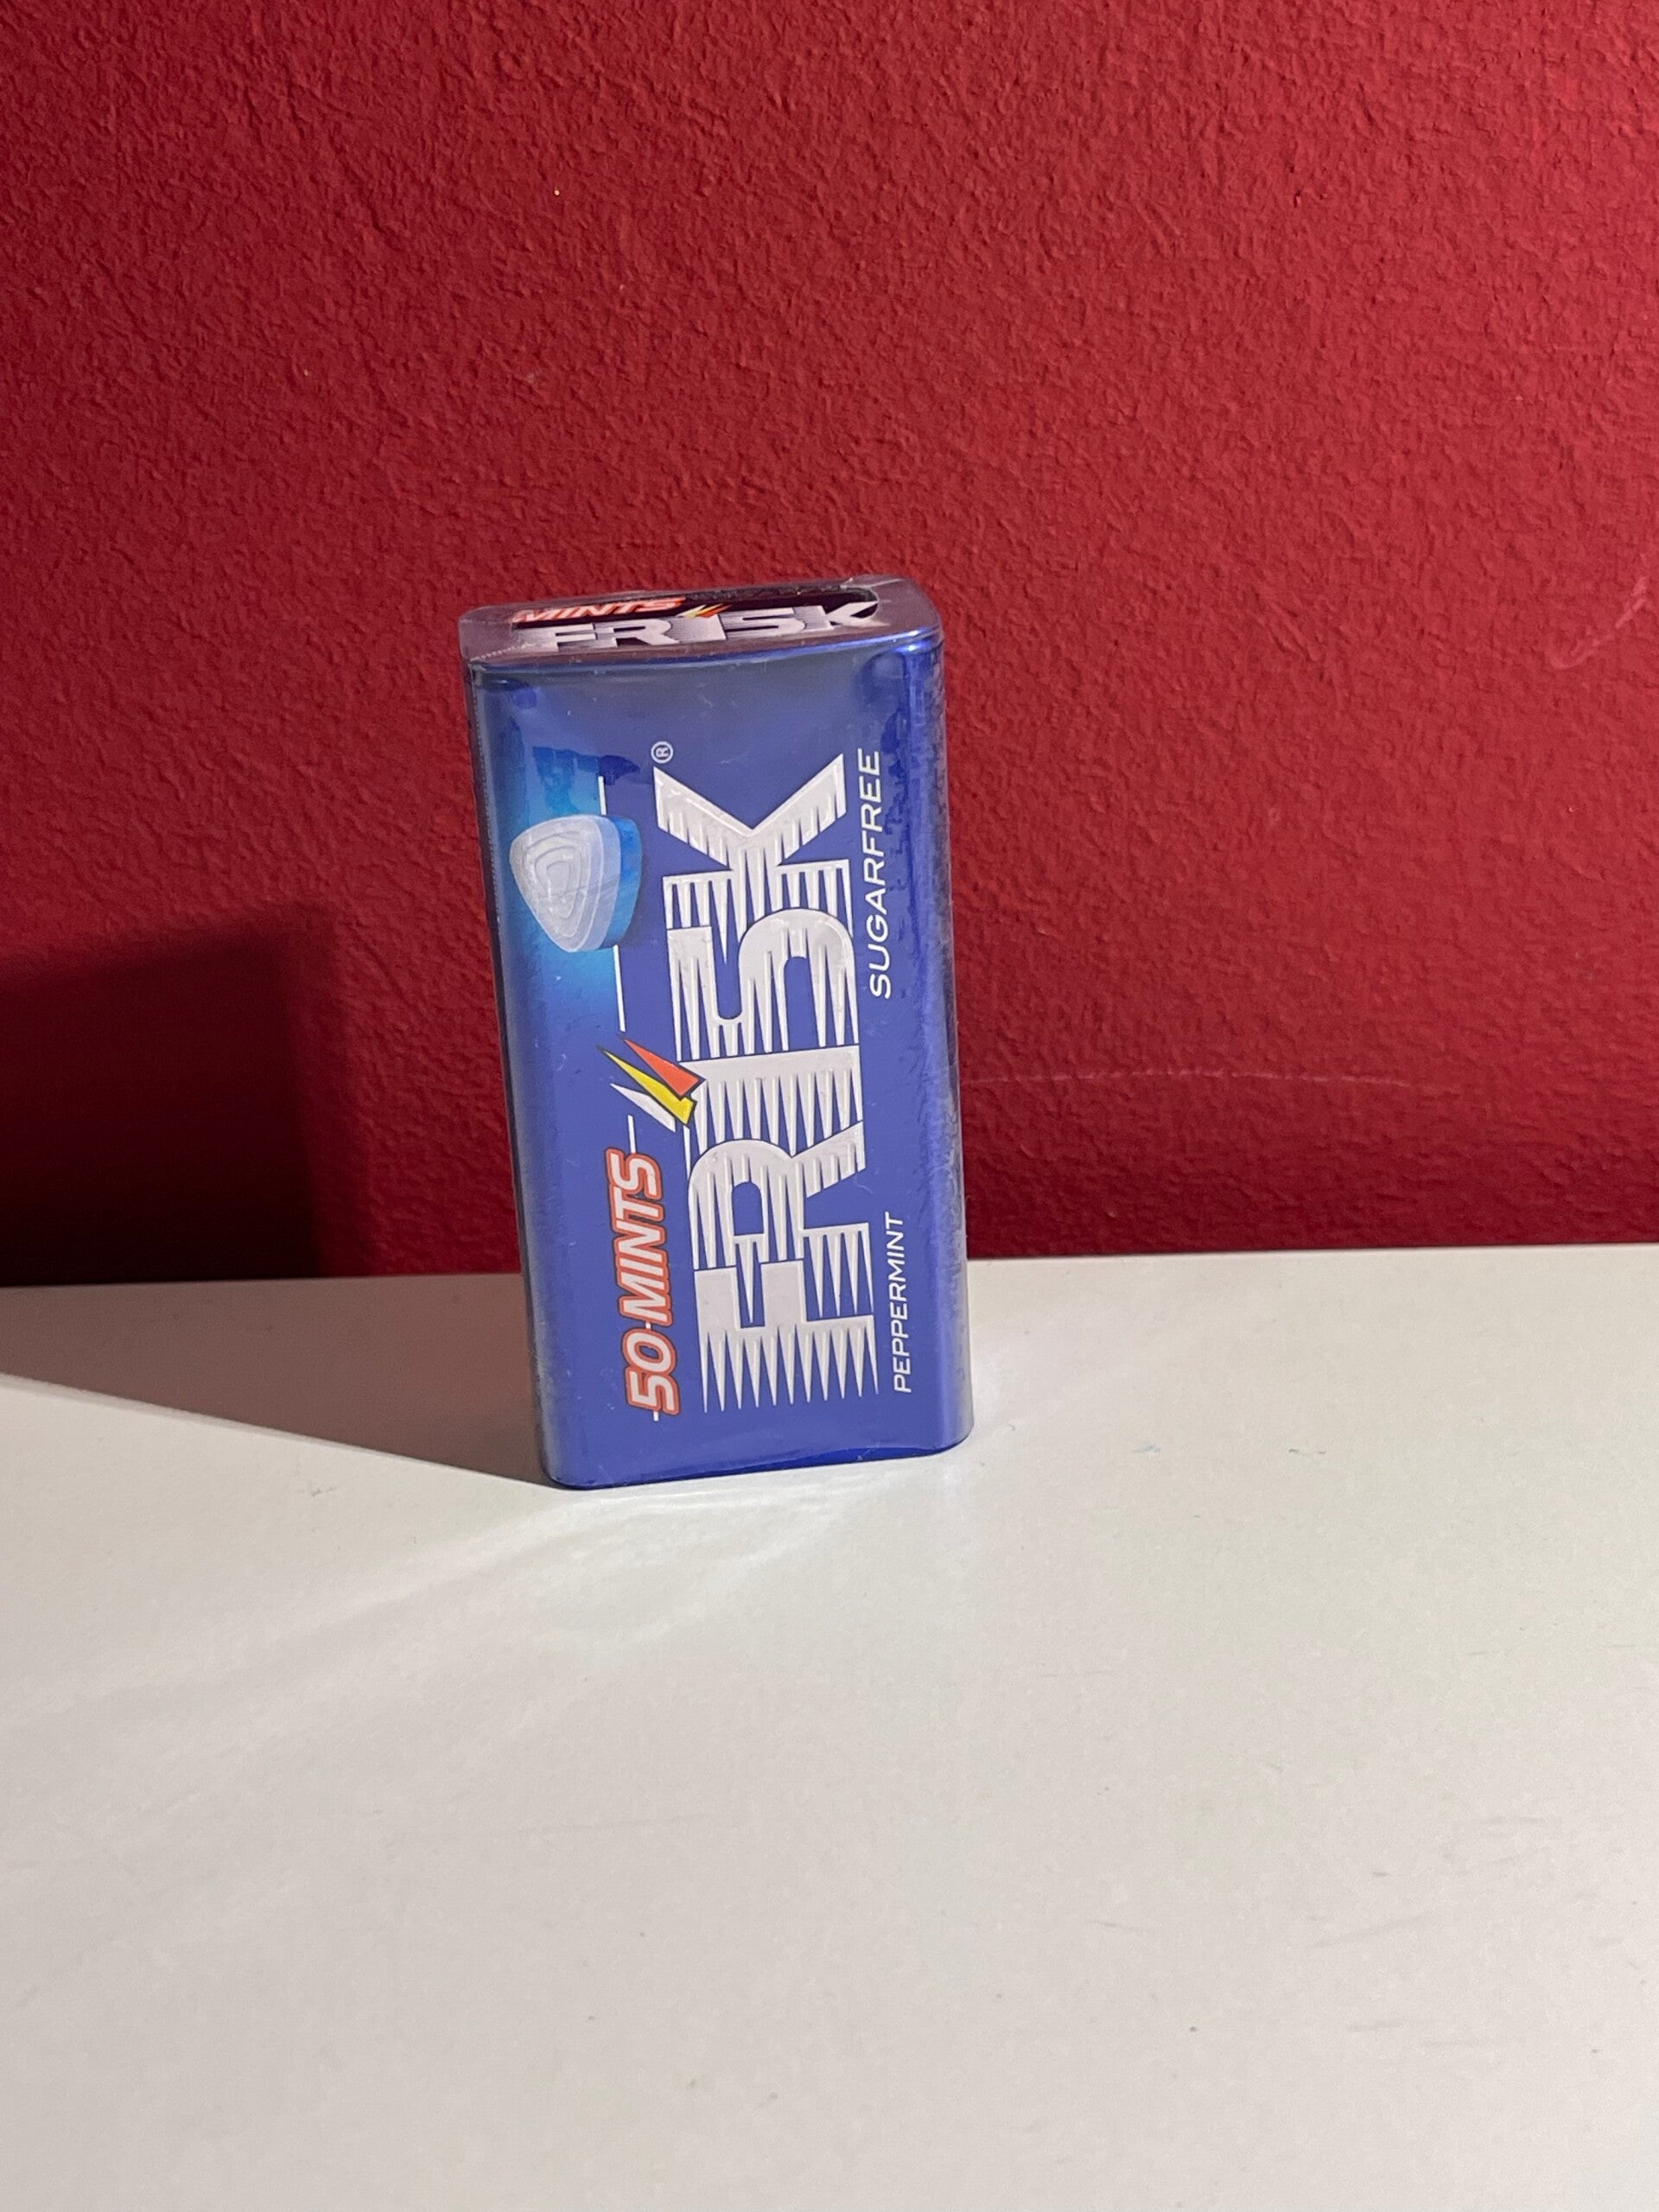 MINTS
FRISK
50 MINTS
FRISK®
PEPPERMINT SUGARFREE